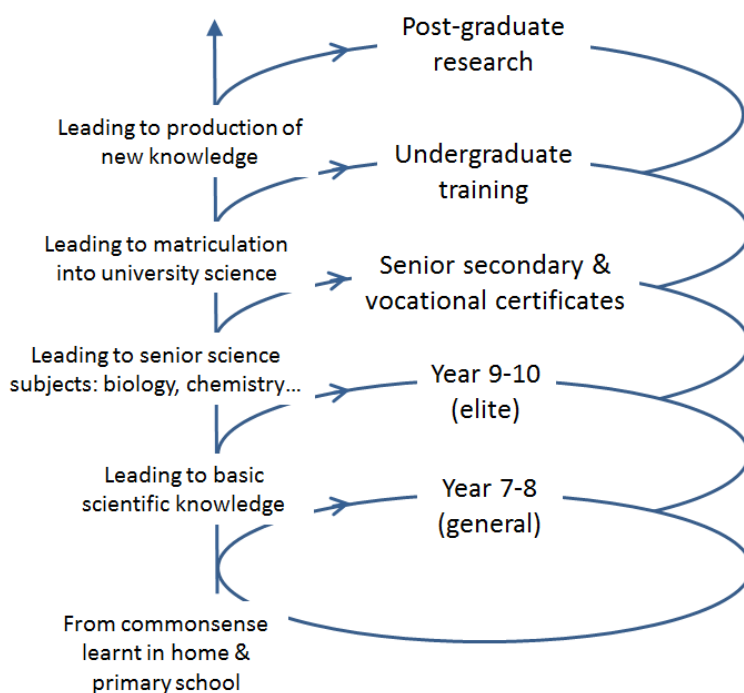 Post-graduate
research
Leading to production of
new knowledge
Undergraduate
training
Leading to matriculation
into university science
Senior secondary &
vocational certificates
Leading to senior science
subjects: biology, chemistry...
Year 9-10
(elite)
Leading to basic
scientific knowledge
Year 7-8
(general)
From commonsense
learnt in home &
primary school